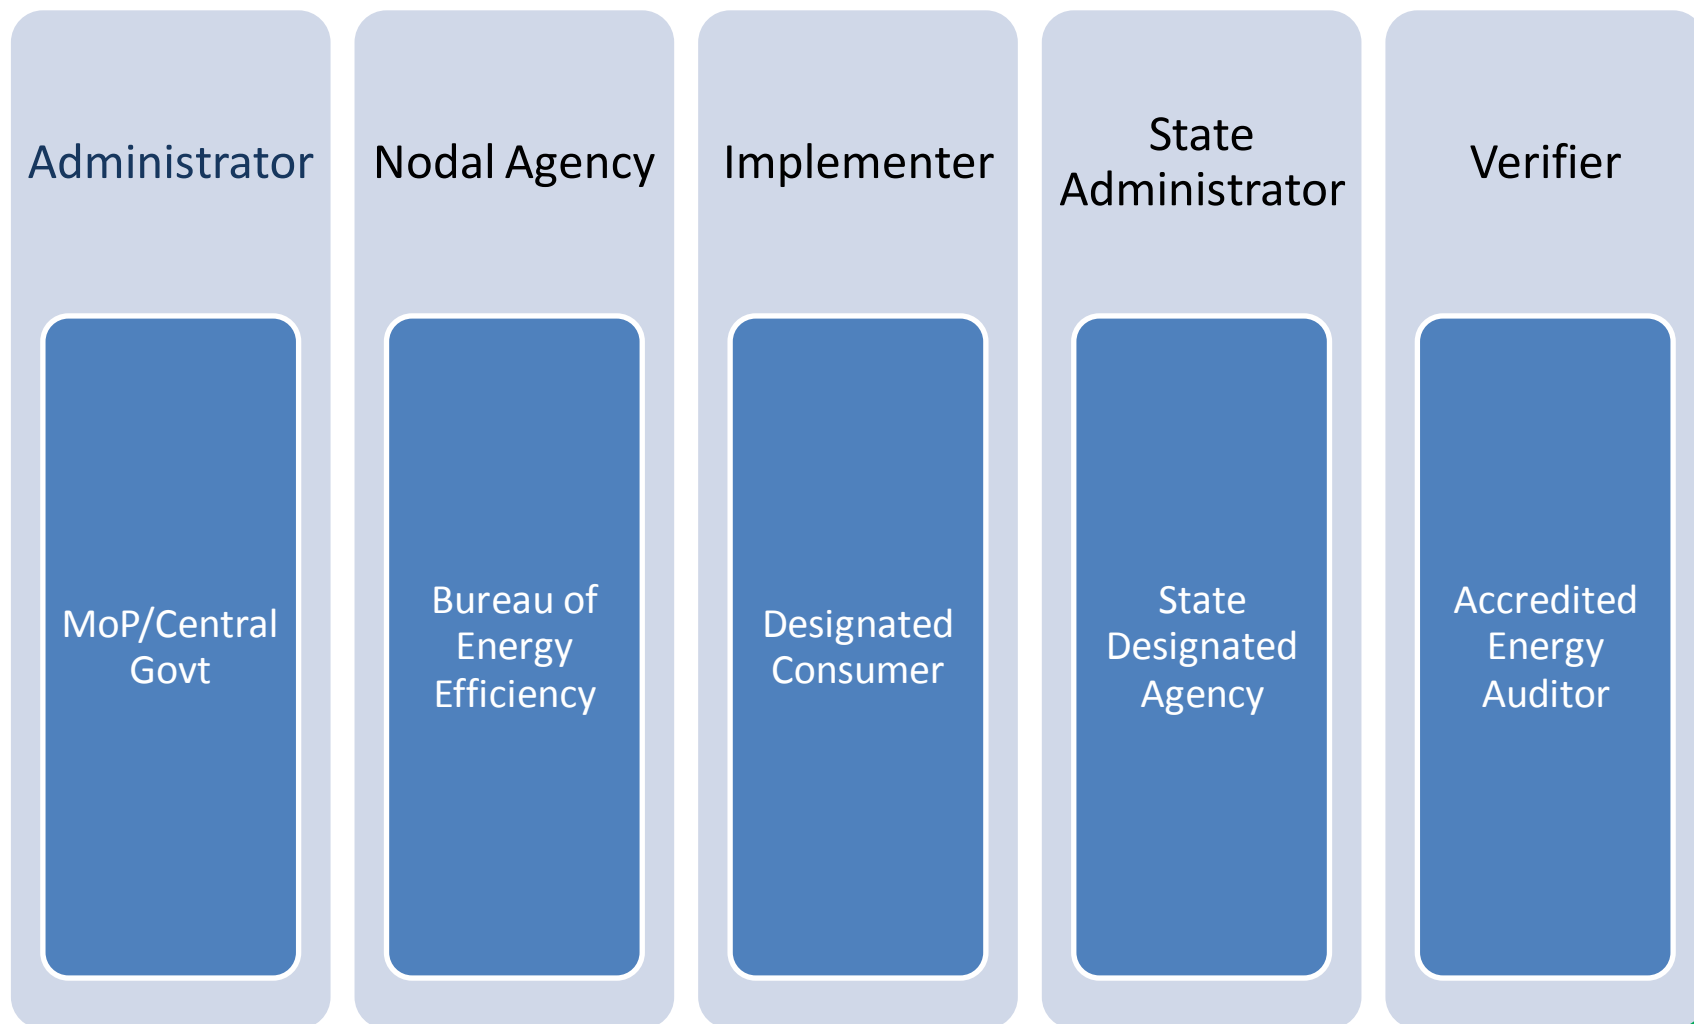 Administrator
MoP/Central
Govt
Nodal Agency
Bureau of
Energy
Efficiency
Implementer
Designated
Consumer
State
Administrator
State
Designated
Agency
Verifier
Accredited
Energy
Auditor